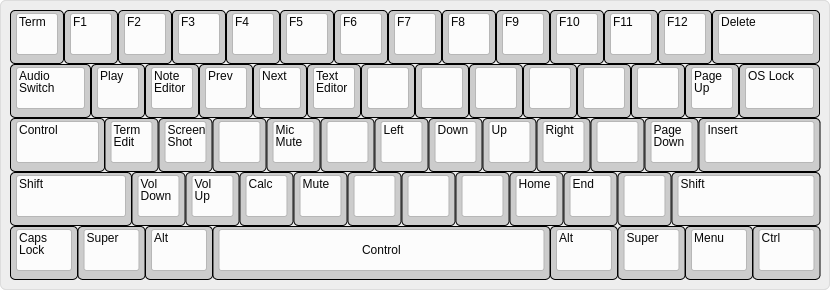 Term F1 F2 F3 F4 F5 F6 F7 F8 F9 F10 F11 F12 Delete
Audio Switch Play Note Editor Prev Next Text Editor Page Up OS Lock
Control Term Edit Screen Shot Mic Mute Left Down Up Right Page Down Insert
Shift Vol Down Vol Up Calc Mute Home End Shift
Caps Lock Super Alt Control Alt Super Menu Ctrl